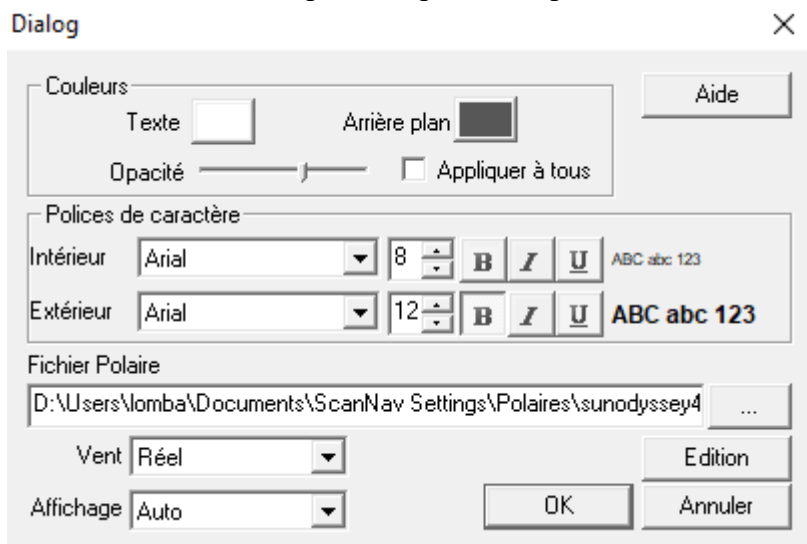 Dialog
Couleurs
Aide
Texte
Arrière plan
Opacité
Appliquer à tous
Polices de caractère
Intérieur Arial 8 B I U ABC abc 123
Extérieur Arial 12 B I U ABC abc 123
Fichier Polaire
D:\Users\lomba\Documents\ScanNav Settings\Polaires\sunodyssey4 ...
Vent Réel Edition
Affichage Auto OK Annuler